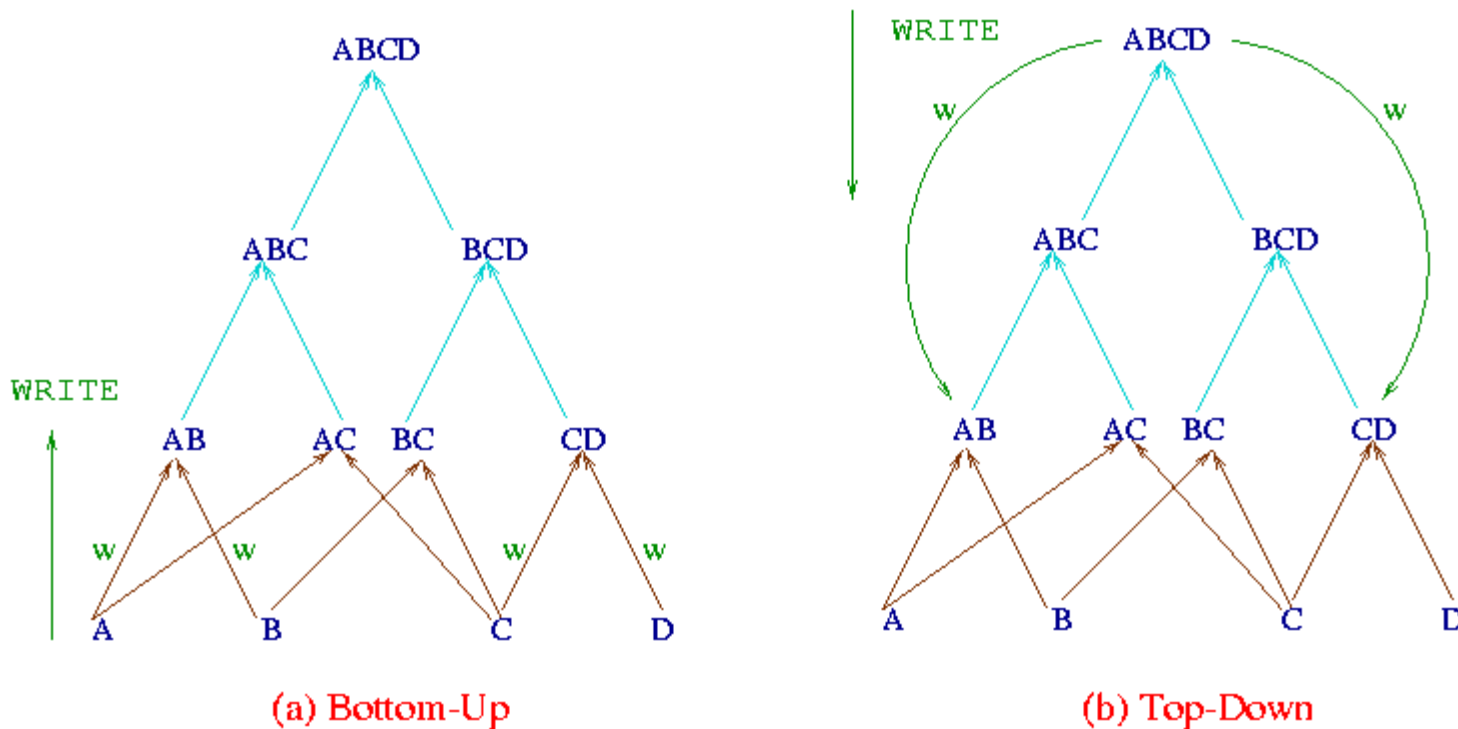 ABCD
ABC BCD
WRITE
AB AC BC CD
w w w w
A B C D
(a) Bottom-Up
WRITE ABCD
w w
ABC BCD
AB AC BC CD
A B C D
(b) Top-Down